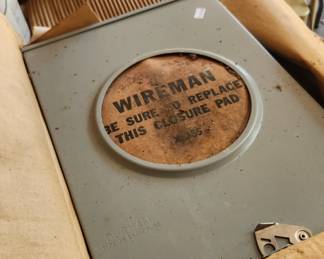 WIREMAN
BE SURE TO REPLACE
THIS CLOSURE PAD